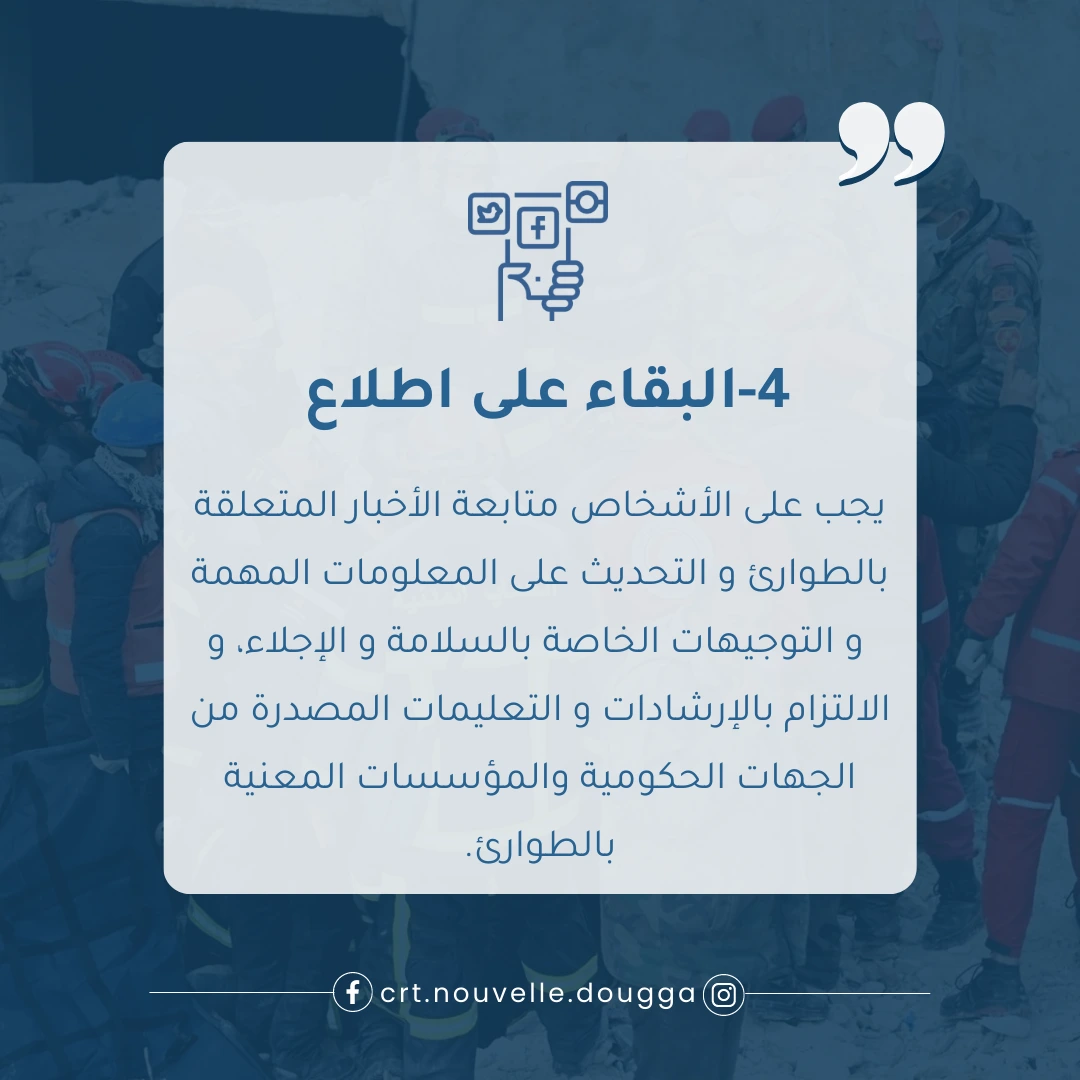 4-البقاء على اطلاع
يجب على الأشخاص متابعة الأخبار المتعلقة
بالطوارئ و التحديث على المعلومات المهمة
و التوجيهات الخاصة بالسلامة و الإجلاء، و
الالتزام بالإرشادات و التعليمات المصدرة من
الجهات الحكومية والمؤسسات المعنية
بالطوارئ.
crt.nouvelle.dougga